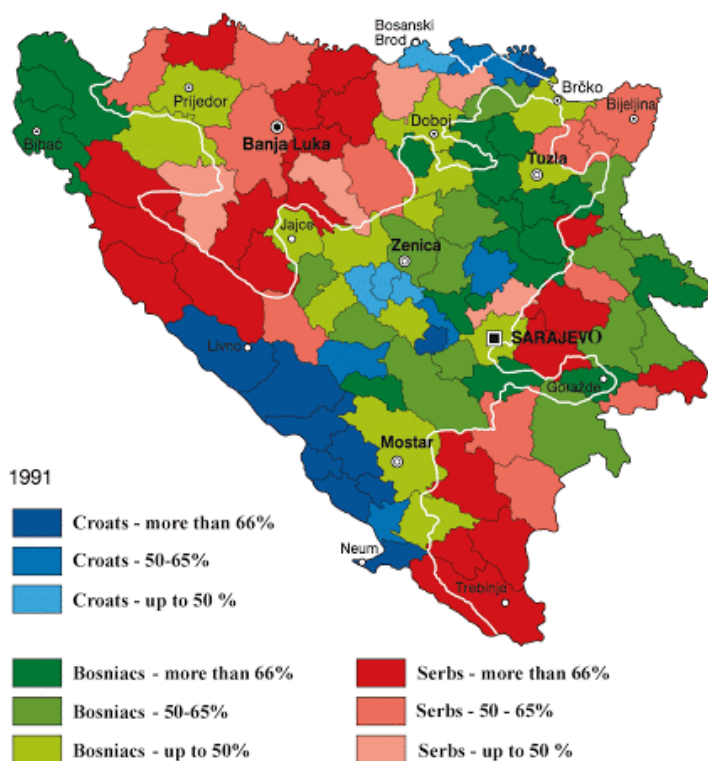 Bosanski
Brod
Prijedor
Brčko
Bijeljina
Doboj
Bihać
Banja Luka
Tuzla
Jajce
Zenica
SARAJEVO
Livno
Goražde
Mostar
1991
Croats - more than 66%
Croats - 50-65%
Neum
Croats - up to 50 %
Trebinje
Bosniacs - more than 66%
Serbs - more than 66%
Bosniacs - 50-65%
Serbs - 50 - 65%
Bosniacs - up to 50%
Serbs - up to 50 %